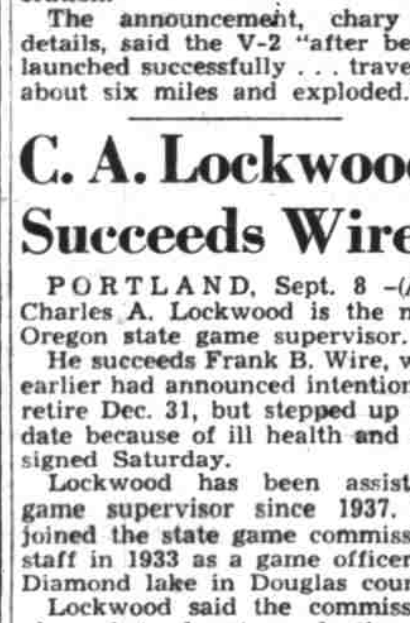 The announcement, chary
details, said the V-2 "after be
launched successfully . . . trave
about six miles and exploded.
C. A. Lockwoo
Succeeds Wire
PORTLAND, Sept. 8 -(
Charles A. Lockwood is the n
Oregon state game supervisor.
He succeeds Frank B. Wire, w
earlier had announced intention
retire Dec. 31, but stepped up
date because of ill health and
signed Saturday.
Lockwood has been assist
game supervisor since 1937.
joined the state game commiss
staff in 1933 as a game officer
Diamond lake in Douglas coun
Lockwood said the commiss